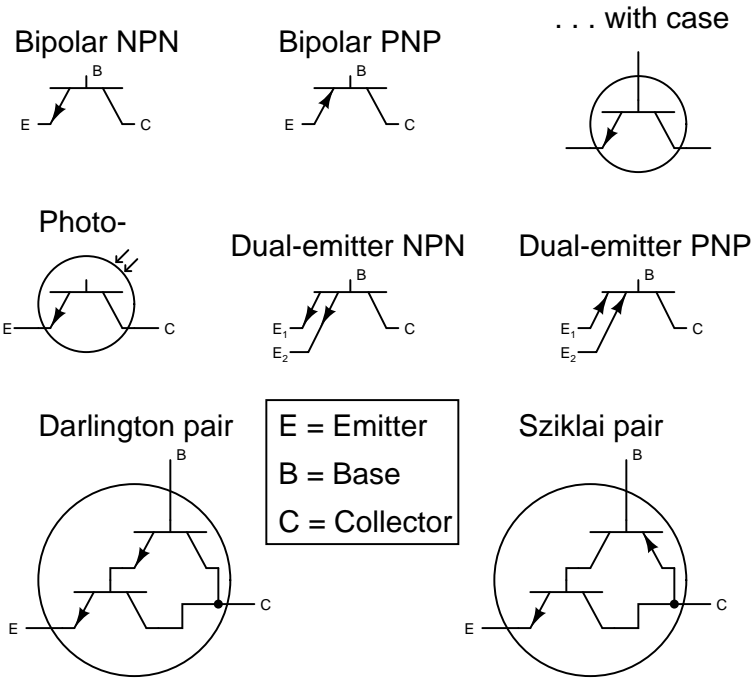 Bipolar NPN
B
E
C
Bipolar PNP
B
E
C
. . . with case
Photo-
E
C
Dual-emitter NPN
B
E1
E2
C
Dual-emitter PNP
B
E1
E2
C
Darlington pair
B
E
C
E = Emitter
B = Base
C = Collector
Sziklai pair
B
E
C